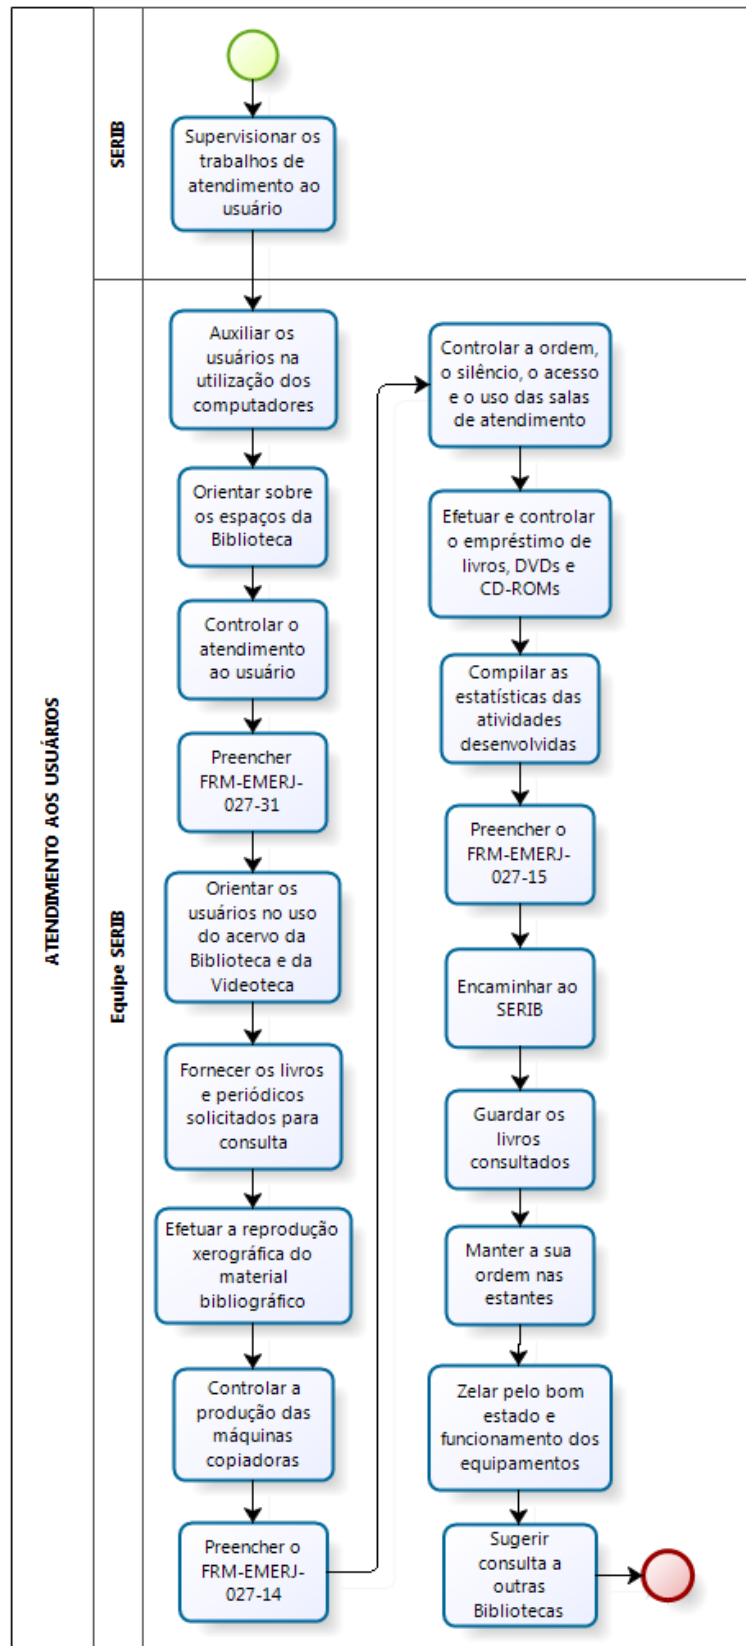 ATENDIMENTO AOS USUÁRIOS
SERIB
Supervisionar os
trabalhos de
atendimento ao
usuário
Equipe SERIB
Auxiliar os
usuários na
utilização dos
computadores
Orientar sobre
os espaços da
Biblioteca
Controlar o
atendimento
ao usuário
Preencher
FRM-EMERJ-
027-31
Orientar os
usuários no uso
do acervo da
Biblioteca e da
Videoteca
Fornecer os livros
e periódicos
solicitados para
consulta
Efetuar a reprodução
xerográfica do
material
bibliográfico
Controlar a
produção das
máquinas
copiadoras
Preencher o
FRM-EMERJ-
027-14
Controlar a ordem,
o silêncio, o acesso
e o uso das salas
de atendimento
Efetuar e controlar
o empréstimo de
livros, DVDs e
CD-ROMs
Compilar as
estatísticas das
atividades
desenvolvidas
Preencher o
FRM-EMERJ-
027-15
Encaminhar ao
SERIB
Guardar os
livros
consultados
Manter a sua
ordem nas
estantes
Zelar pelo bom
estado e
funcionamento dos
equipamentos
Sugerir
consulta a
outras
Bibliotecas